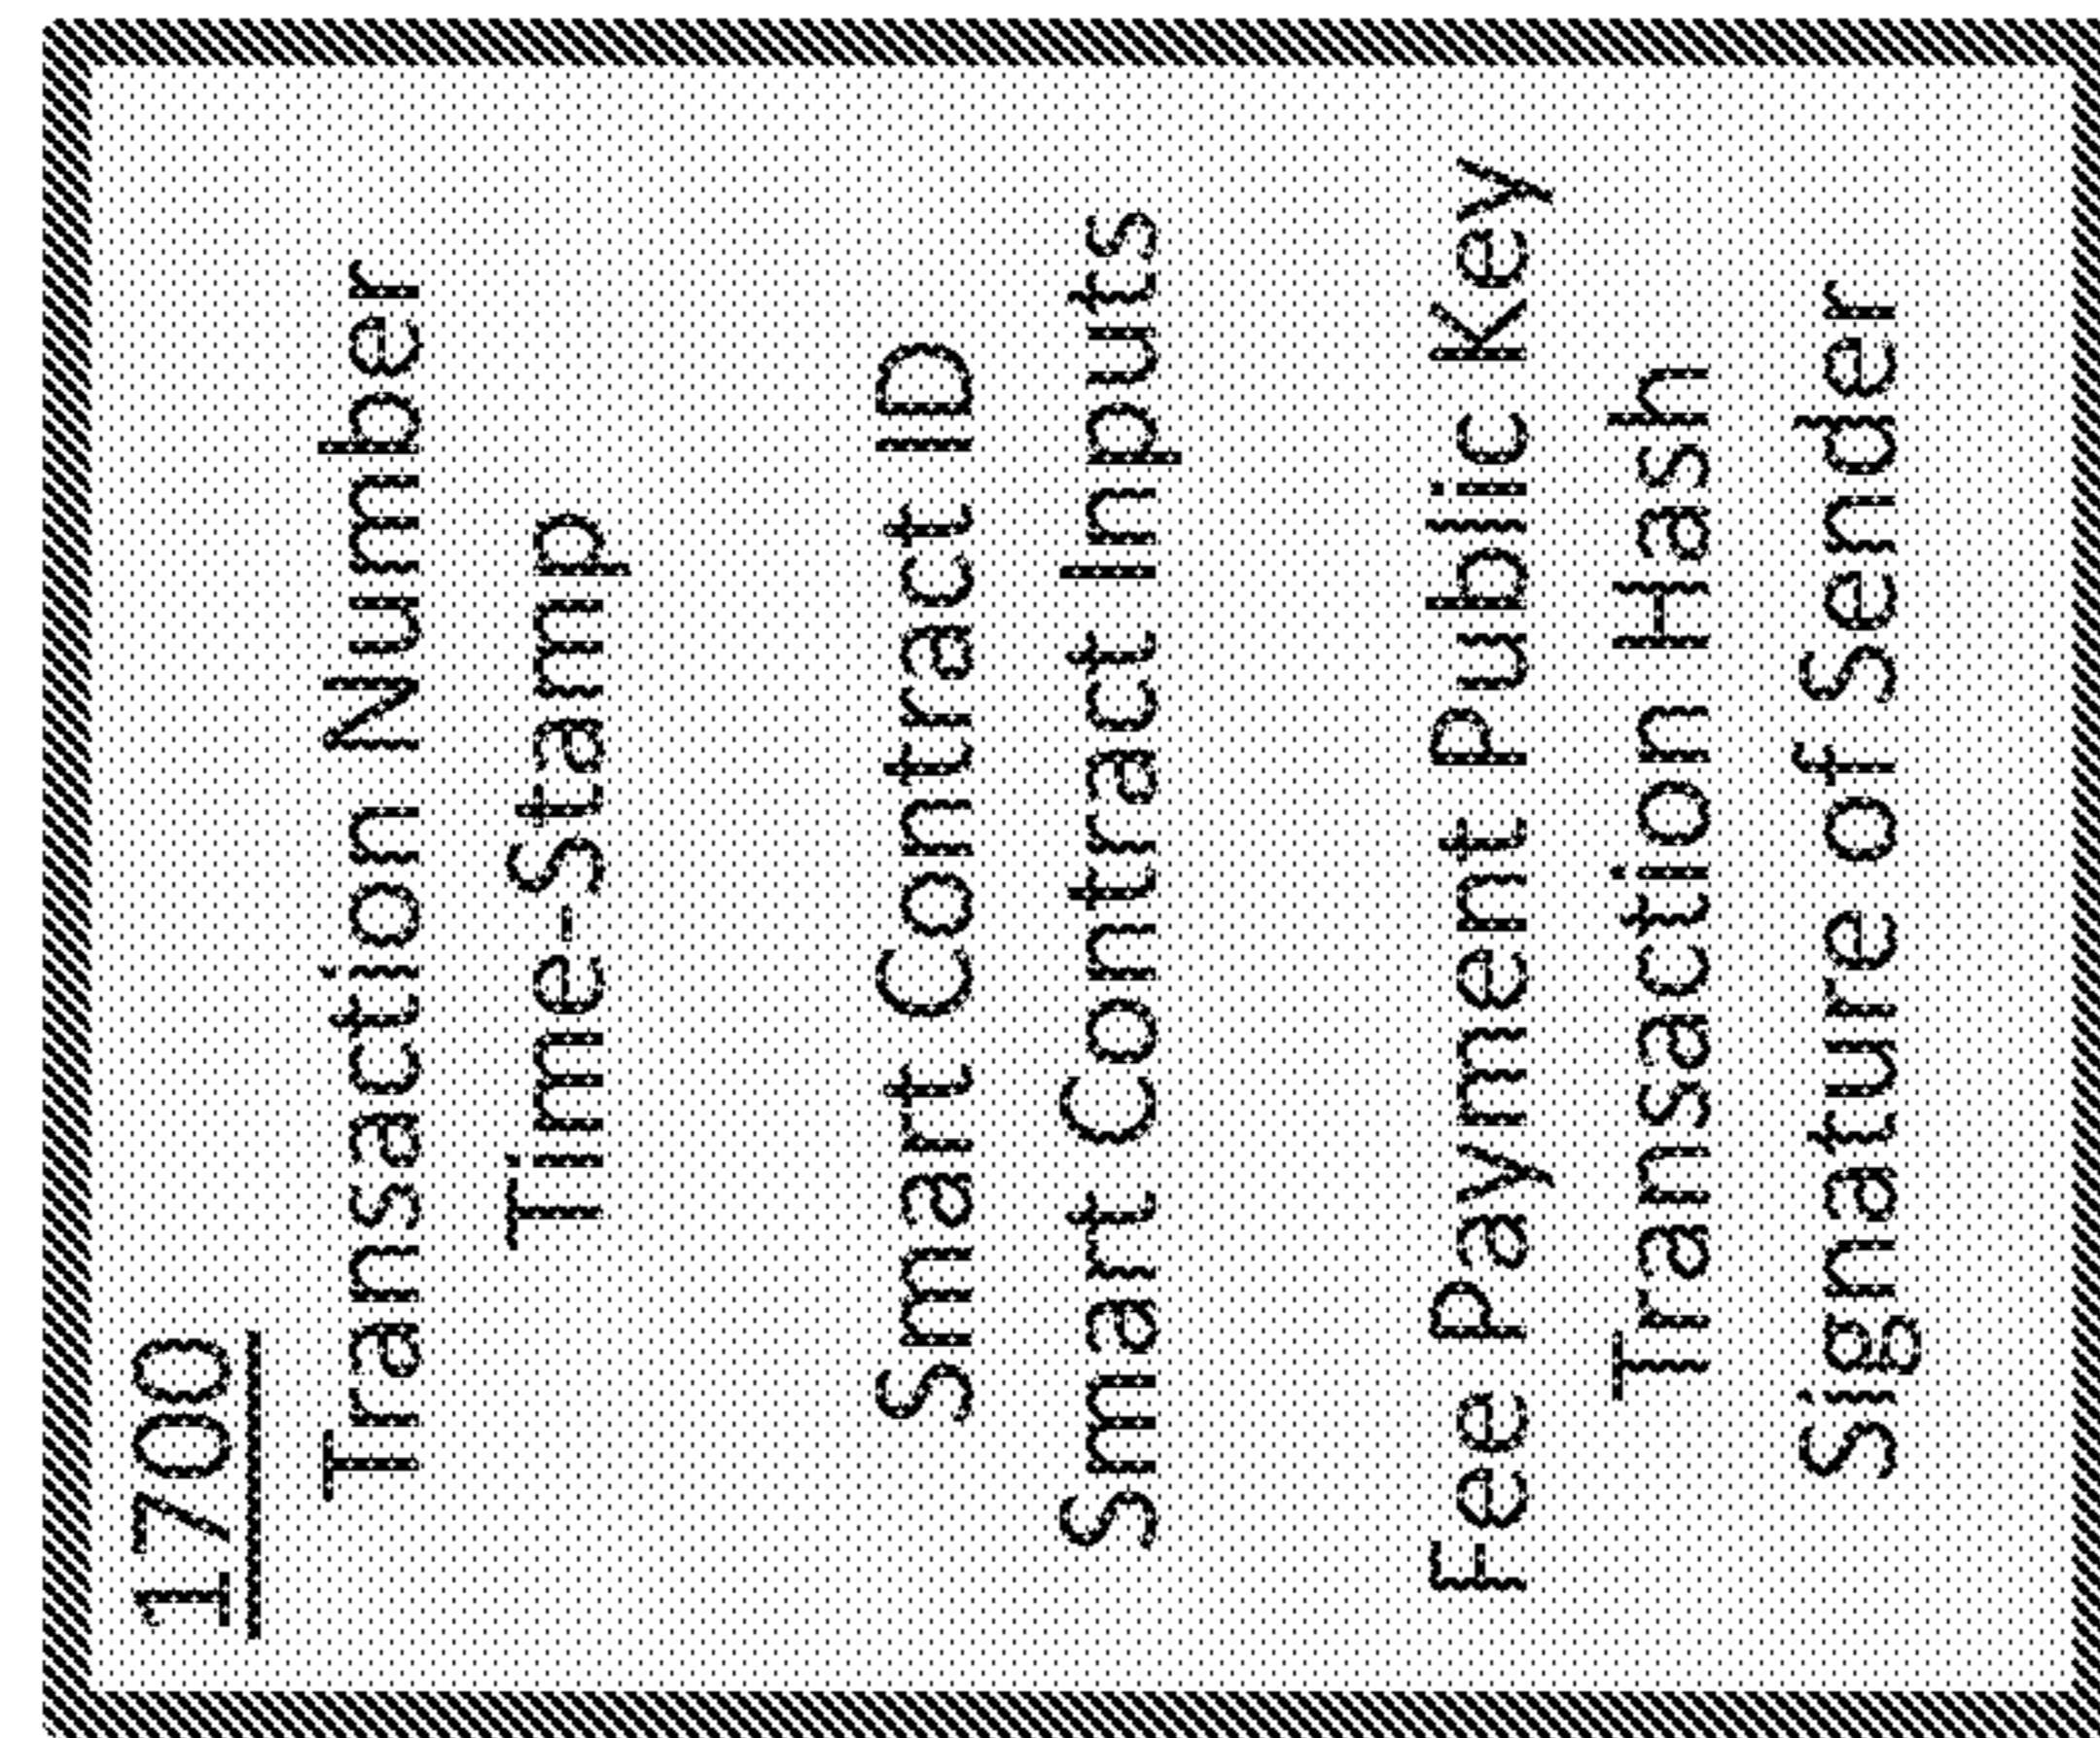 1700
Transaction Number
Time-Stamp
Smart Contract ID
Smart Contract Inputs
Fee Payment Public Key
Transaction Hash
Signature of Sender